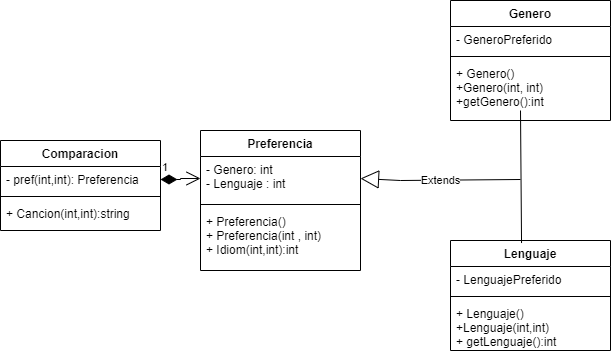 Genero
- GeneroPreferido
+ Genero()
+Genero(int, int)
+getGenero():int
Comparacion
- pref(int,int): Preferencia
+ Cancion(int,int):string
1
Preferencia
- Genero: int
- Lenguaje : int
+ Preferencia()
+ Preferencia(int , int)
+ Idiom(int,int):int
Extends
Lenguaje
- LenguajePreferido
+ Lenguaje()
+Lenguaje(int,int)
+ getLenguaje():int